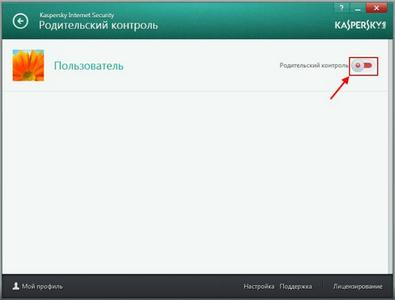 Kaspersky Internet Security
Родительский контроль
KASPERSKY
Пользователь
Родительский контроль
Мой профиль
Настройка Поддержка Лицензирование